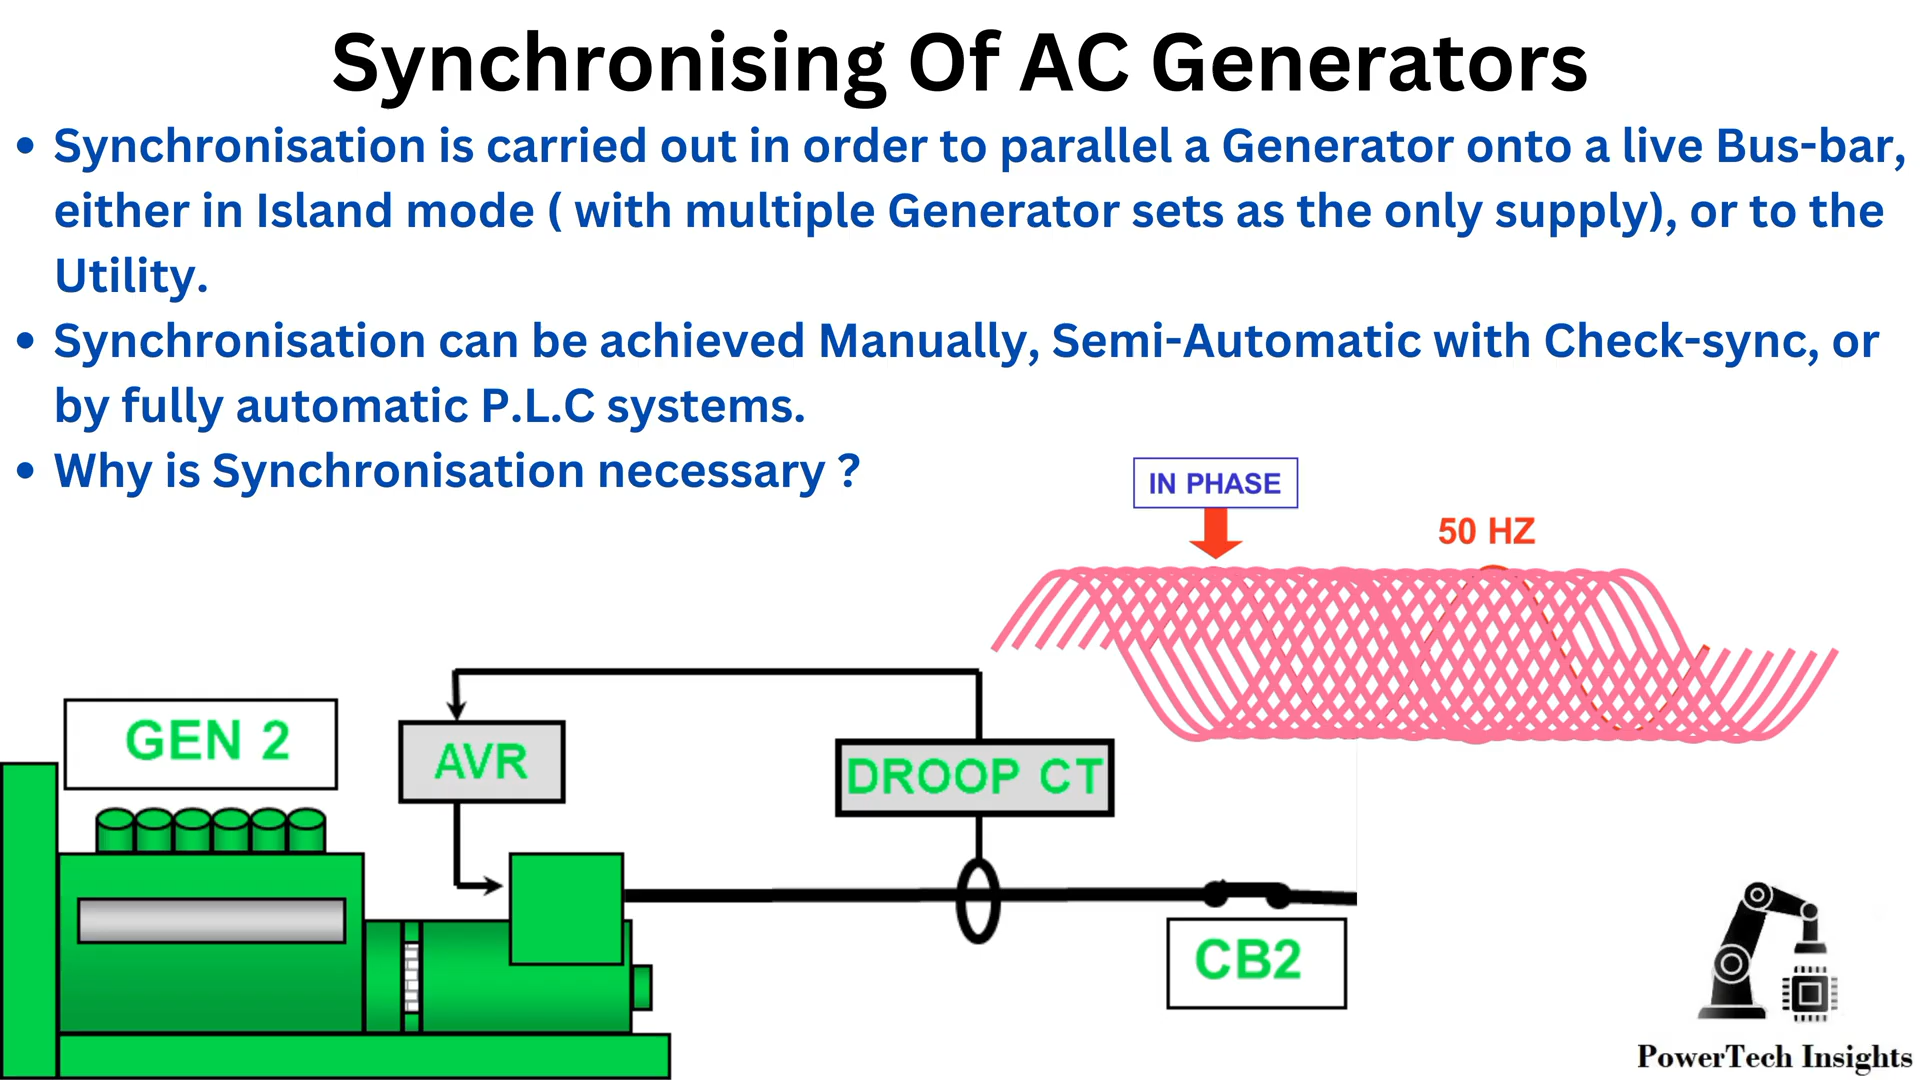 Synchronising Of AC Generators
• Synchronisation is carried out in order to parallel a Generator onto a live Bus-bar,
either in Island mode ( with multiple Generator sets as the only supply), or to the
Utility.
• Synchronisation can be achieved Manually, Semi-Automatic with Check-sync, or
by fully automatic P.L.C systems.
• Why is Synchronisation necessary ?
IN PHASE
50 HZ
GEN 2
AVR
DROOP CT
CB2
PowerTech Insights